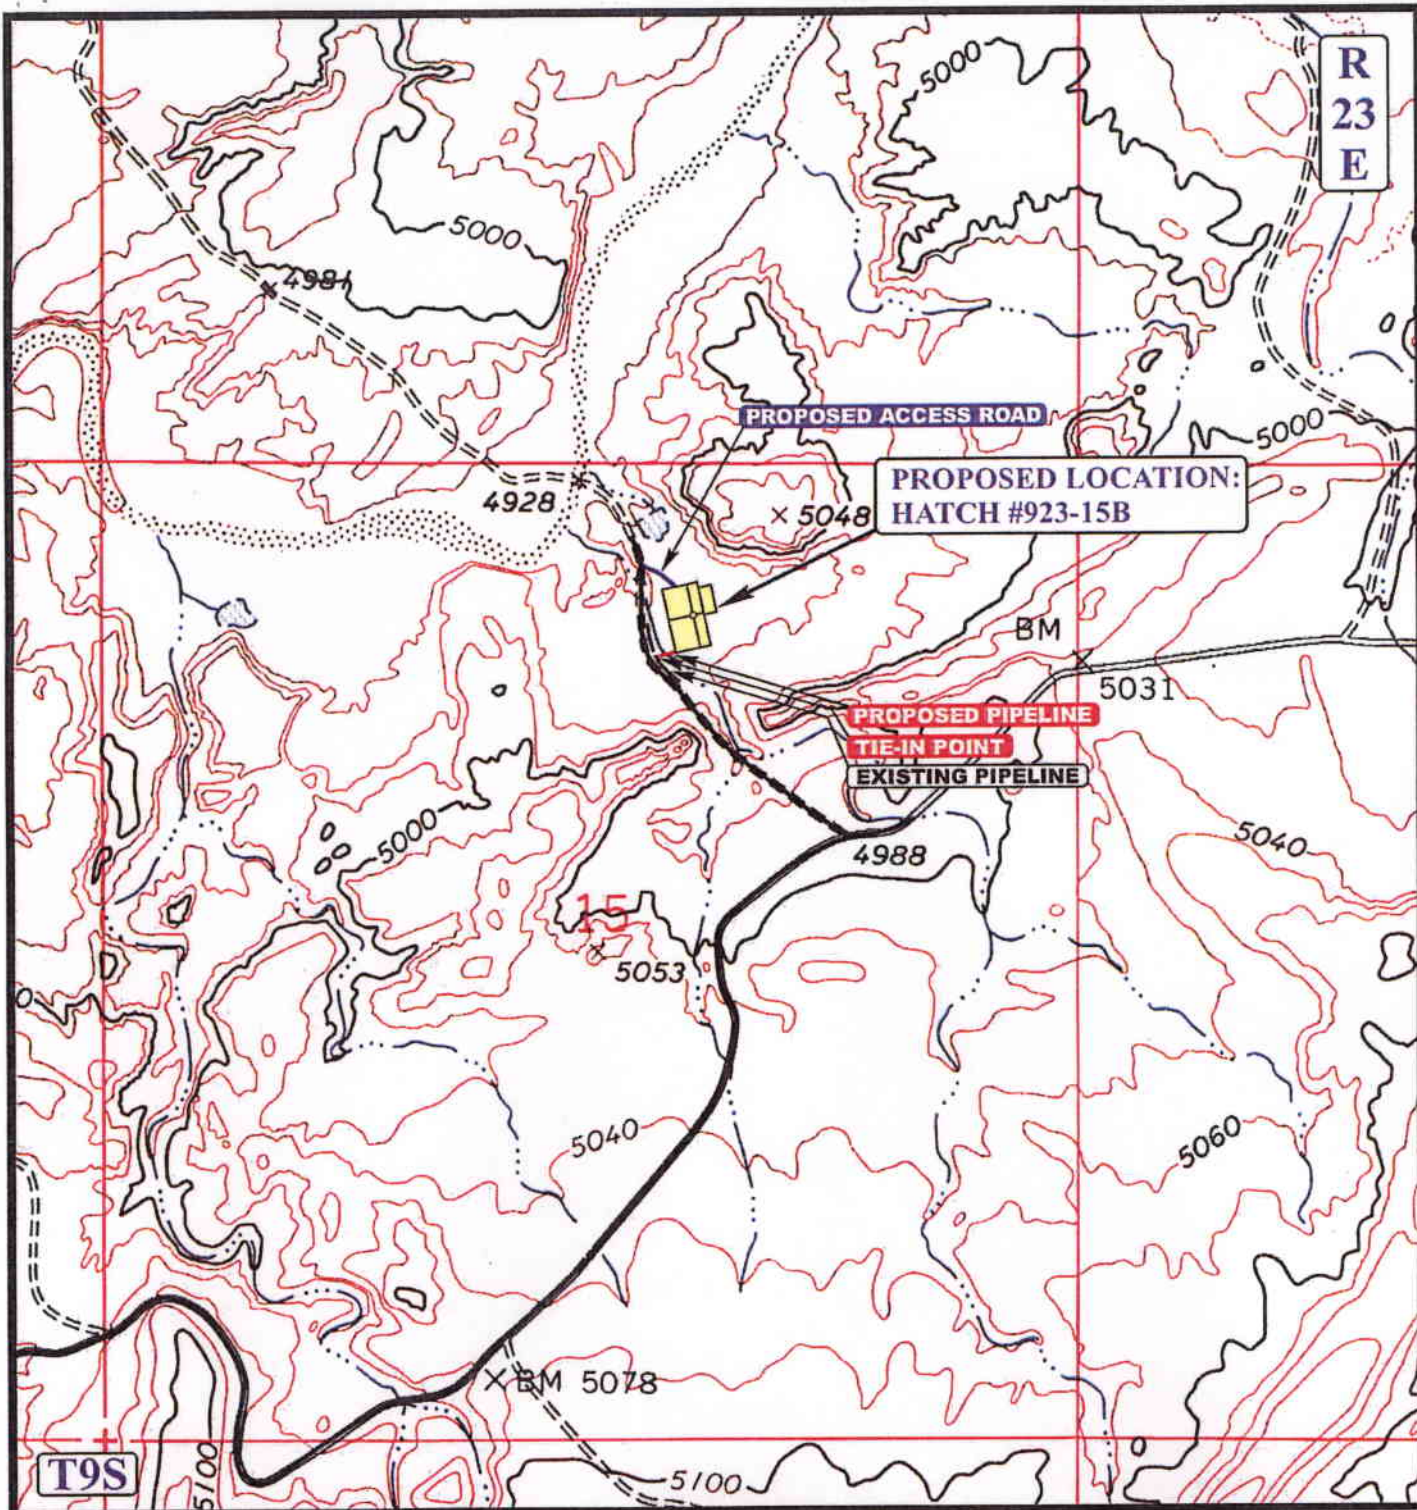 R
23
E
5000
5000
4981
PROPOSED ACCESS ROAD
5000
PROPOSED LOCATION:
HATCH #923-15B
4928
5048
BM
5031
PROPOSED PIPELINE
TIE-IN POINT
EXISTING PIPELINE
5000
5040
4988
15
5053
5040
5060
BM 5078
T9S
5100
5100